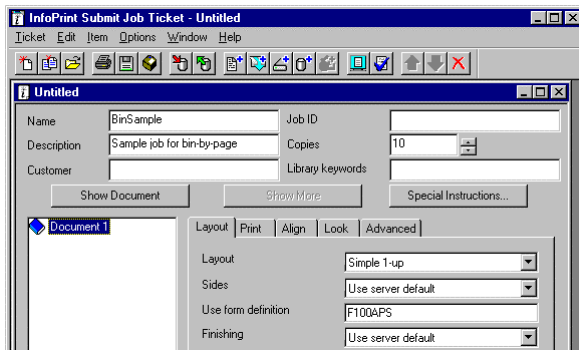 InfoPrint Submit Job Ticket - Untitled
Ticket Edit Item Options Window Help
Untitled
Name BinSample Job ID
Description Sample job for bin-by-page Copies 10
Customer Library keywords
Show Document Show More Special Instructions...
Document 1 Layout Print Align Look Advanced
Layout Simple 1-up
Sides Use server default
Use form definition F100APS
Finishing Use server default